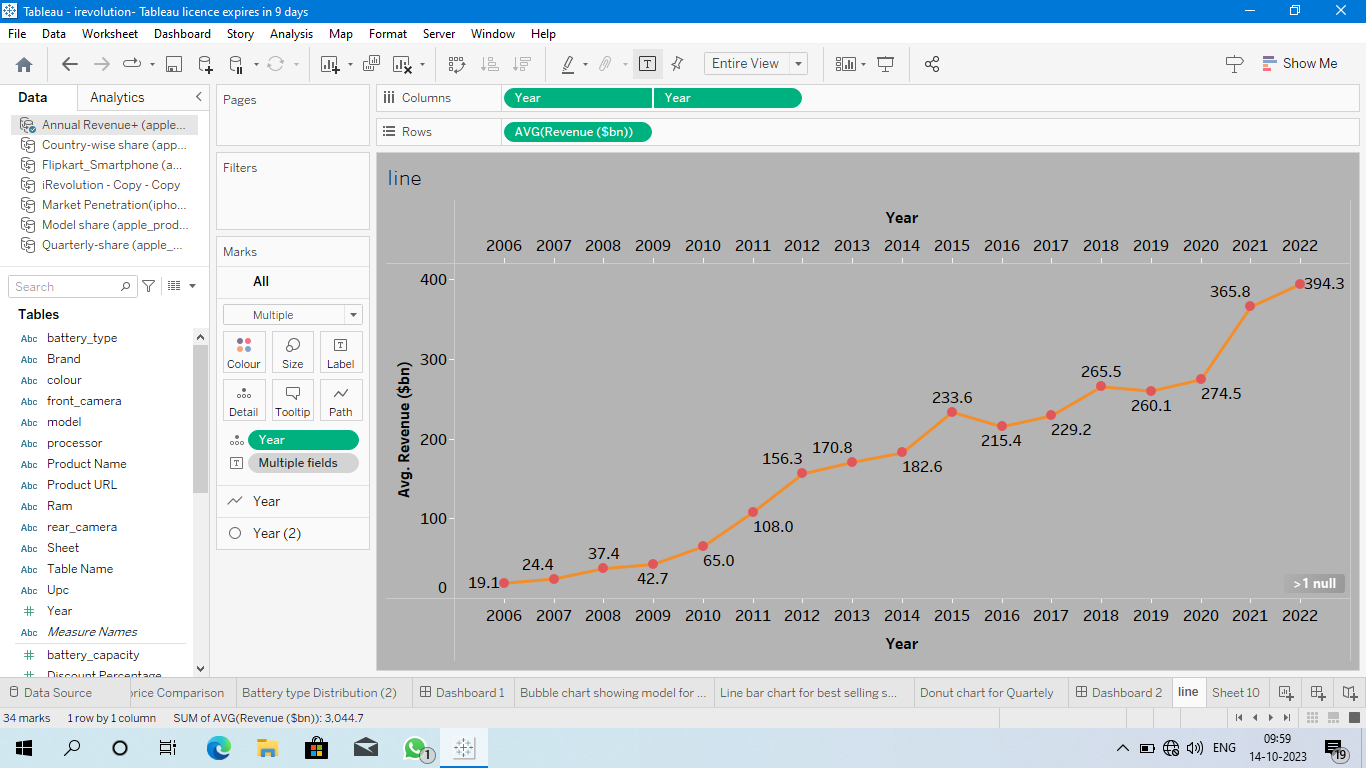 Tableau - irevolution- Tableau licence expires in 9 days
File Data Worksheet Dashboard Story Analysis Map Format Server Window Help
Entire View
Show Me
Data Analytics
Annual Revenue+ (apple...
Country-wise share (app...
Flipkart_Smartphone (a...
iRevolution - Copy - Copy
Market Penetration(ipho...
Model share (apple_prod...
Quarterly-share (apple_...
Search
Tables
Abc battery_type
Abc Brand
Abc colour
Abc front_camera
Abc model
Abc processor
Abc Product Name
Abc Product URL
Abc Ram
Abc rear_camera
Abc Sheet
Abc Table Name
Abc Upc
# Year
Abc Measure Names
# battery_capacity
# Discount Percentage
Pages
Filters
Marks
All
Multiple
Colour Size Label
Detail Tooltip Path
Year
Multiple fields
Year
Year (2)
Columns Year Year
Rows AVG(Revenue ($bn))
line
Year
2006 2007 2008 2009 2010 2011 2012 2013 2014 2015 2016 2017 2018 2019 2020 2021 2022
400
300
200
100
0
Avg. Revenue ($bn)
19.1
24.4
37.4
42.7
65.0
108.0
156.3
170.8
182.6
233.6
215.4
229.2
265.5
260.1
274.5
365.8
394.3
>1 null
2006 2007 2008 2009 2010 2011 2012 2013 2014 2015 2016 2017 2018 2019 2020 2021 2022
Year
Data Source rice Comparison Battery type Distribution (2) Dashboard 1 Bubble chart showing model for ... Line bar chart for best selling s... Donut chart for Quartely Dashboard 2 line Sheet 10
34 marks 1 row by 1 column SUM of AVG(Revenue ($bn)): 3,044.7
1
ENG
09:59
14-10-2023
19